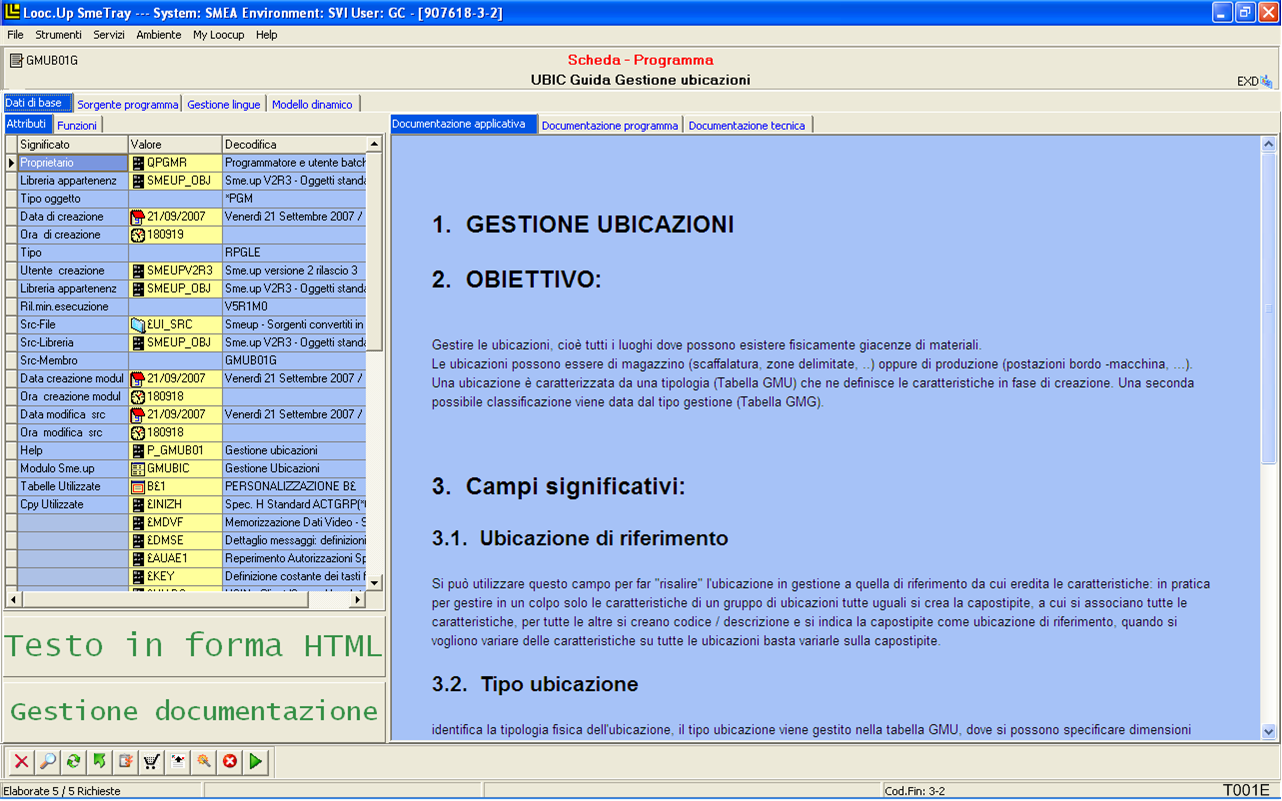 Looc.Up SmeTray --- System: SMEA Environment: SVI User: GC - [907618-3-2]
File Strumenti Servizi Ambiente My Loocup Help
GMUB01G
Scheda - Programma
UBIC Guida Gestione ubicazioni
EXD
Dati di base Sorgente programma Gestione lingue Modello dinamico
Attributi Funzioni
Significato Valore Decodifica
Proprietario QPGMR Programmatore e utente batch
Libreria appartenenz SMEUP_OBJ Sme.up V2R3 - Oggetti standa
Tipo oggetto *PGM
Data di creazione 21/09/2007 Venerdì 21 Settembre 2007 /
Ora di creazione 180919
Tipo RPGLE
Utente creazione SMEUPV2R3 Sme.up versione 2 rilascio 3
Libreria appartenenz SMEUP_OBJ Sme.up V2R3 - Oggetti standa
Ril.min.esecuzione V5R1M0
Src-File £UI_SRC Smeup - Sorgenti convertiti in
Src-Libreria SMEUP_OBJ Sme.up V2R3 - Oggetti standa
Src-Membro GMUB01G
Data creazione modul 21/09/2007 Venerdì 21 Settembre 2007 /
Ora creazione modul 180918
Data modifica src 21/09/2007 Venerdì 21 Settembre 2007 /
Ora modifica src 180918
Help P_GMUB01 Gestione ubicazioni
Modulo Sme.up GMUBIC Gestione Ubicazioni
Tabelle Utilizzate B£1 PERSONALIZZAZIONE B£
Cpy Utilizzate £INIZH Spec. H Standard ACTGRP(*
£MDVF Memorizzazione Dati Video - S
£DMSE Dettaglio messaggi: definizioni
£AUAE1 Reperimento Autorizzazioni Sp
£KEY Definizione costante dei tasti f
Testo in forma HTML
Gestione documentazione
Documentazione applicativa Documentazione programma Documentazione tecnica
1. GESTIONE UBICAZIONI
2. OBIETTIVO:
Gestire le ubicazioni, cioè tutti i luoghi dove possono esistere fisicamente giacenze di materiali.
Le ubicazioni possono essere di magazzino (scaffalatura, zone delimitate, ..) oppure di produzione (postazioni bordo -macchina, ...).
Una ubicazione è caratterizzata da una tipologia (Tabella GMU) che ne definisce le caratteristiche in fase di creazione. Una seconda
possibile classificazione viene data dal tipo gestione (Tabella GMG).
3. Campi significativi:
3.1. Ubicazione di riferimento
Si può utilizzare questo campo per far "risalire" l'ubicazione in gestione a quella di riferimento da cui eredita le caratteristiche: in pratica
per gestire in un colpo solo le caratteristiche di un gruppo di ubicazioni tutte uguali si crea la capostipite, a cui si associano tutte le
caratteristiche, per tutte le altre si creano codice / descrizione e si indica la capostipite come ubicazione di riferimento, quando si
vogliono variare delle caratteristiche su tutte le ubicazioni basta variarle sulla capostipite.
3.2. Tipo ubicazione
identifica la tipologia fisica dell'ubicazione, il tipo ubicazione viene gestito nella tabella GMU, dove si possono specificare dimensioni
Elaborate 5 / 5 Richieste
Cod.Fin: 3-2
T001E